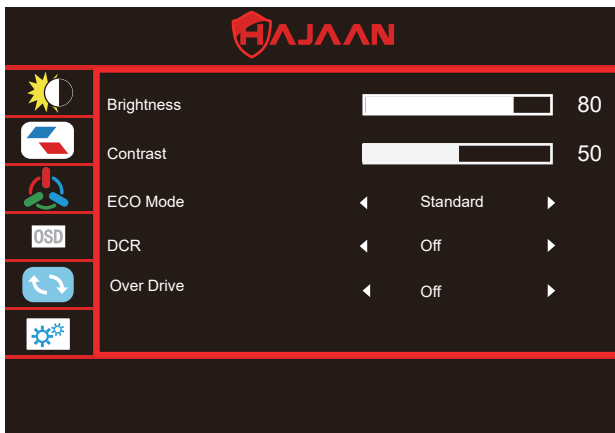 HAJAAN
Brightness 80
Contrast 50
ECO Mode Standard
DCR Off
OSD
Over Drive Off